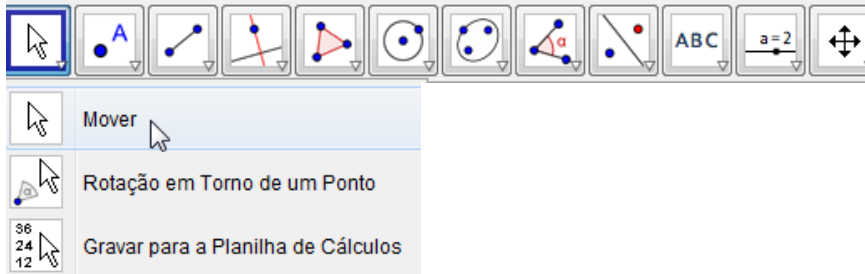 A α ABC a=2
Mover
α Rotação em Torno de um Ponto
36
24
12 Gravar para a Planilha de Cálculos